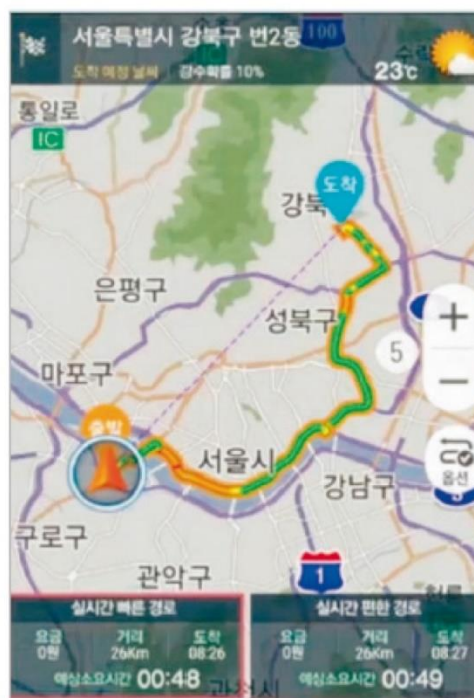 서울특별시 강북구 번2동
도착 예정 날씨 강수확률 10%
23℃
100
통일로
IC
도착
강북
은평구
성북구
5
마포구
출발
서울시
옵션
강남구
구로구
1
관악구
실시간 빠른 경로
요금 거리 도착
0원 26Km 08:26
예상소요시간 00:48
실시간 편한 경로
요금 거리 도착
0원 26Km 08:27
예상소요시간 00:49